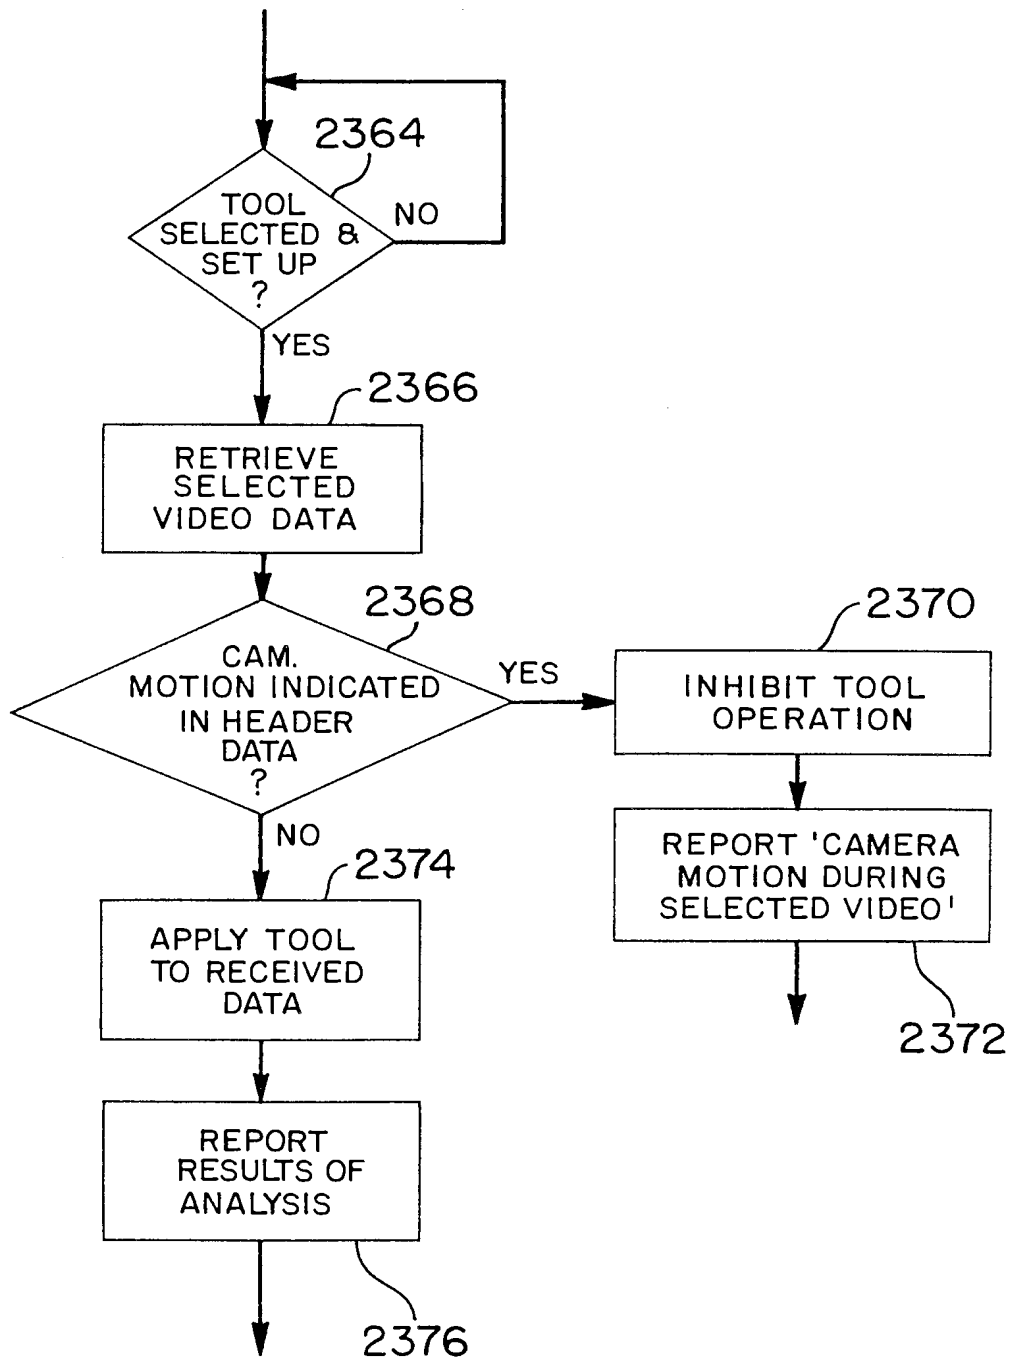 2364
TOOL
SELECTED &
SET UP
?
NO
YES
2366
RETRIEVE
SELECTED
VIDEO DATA
2368
CAM.
MOTION INDICATED
IN HEADER
DATA
?
YES
2370
INHIBIT TOOL
OPERATION
REPORT 'CAMERA
MOTION DURING
SELECTED VIDEO'
2372
NO
2374
APPLY TOOL
TO RECEIVED
DATA
REPORT
RESULTS OF
ANALYSIS
2376